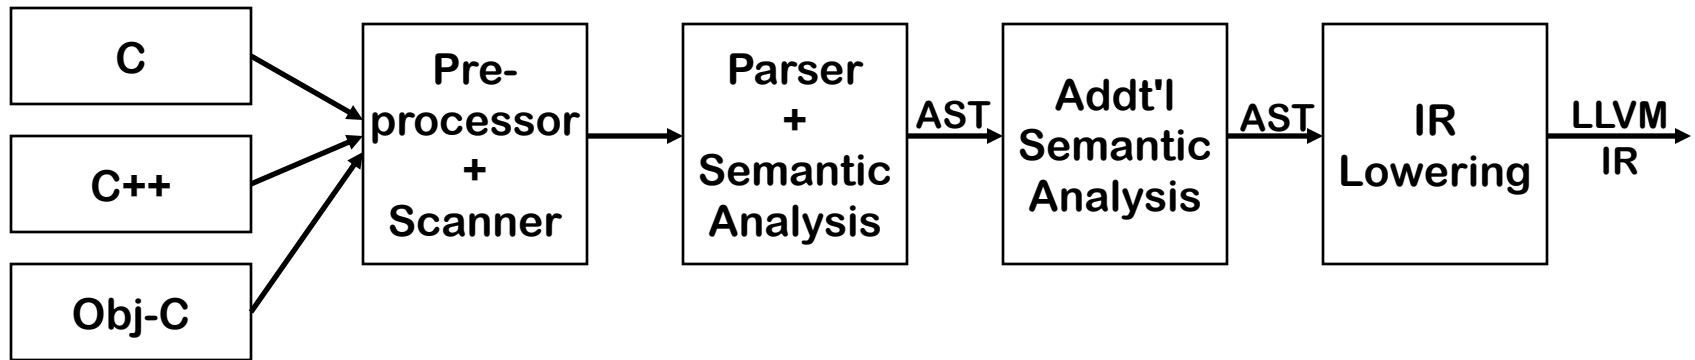 C
C++
Obj-C
Pre-
processor
+
Scanner
Parser
+
Semantic
Analysis
AST
Addt'l
Semantic
Analysis
AST
IR
Lowering
LLVM
IR